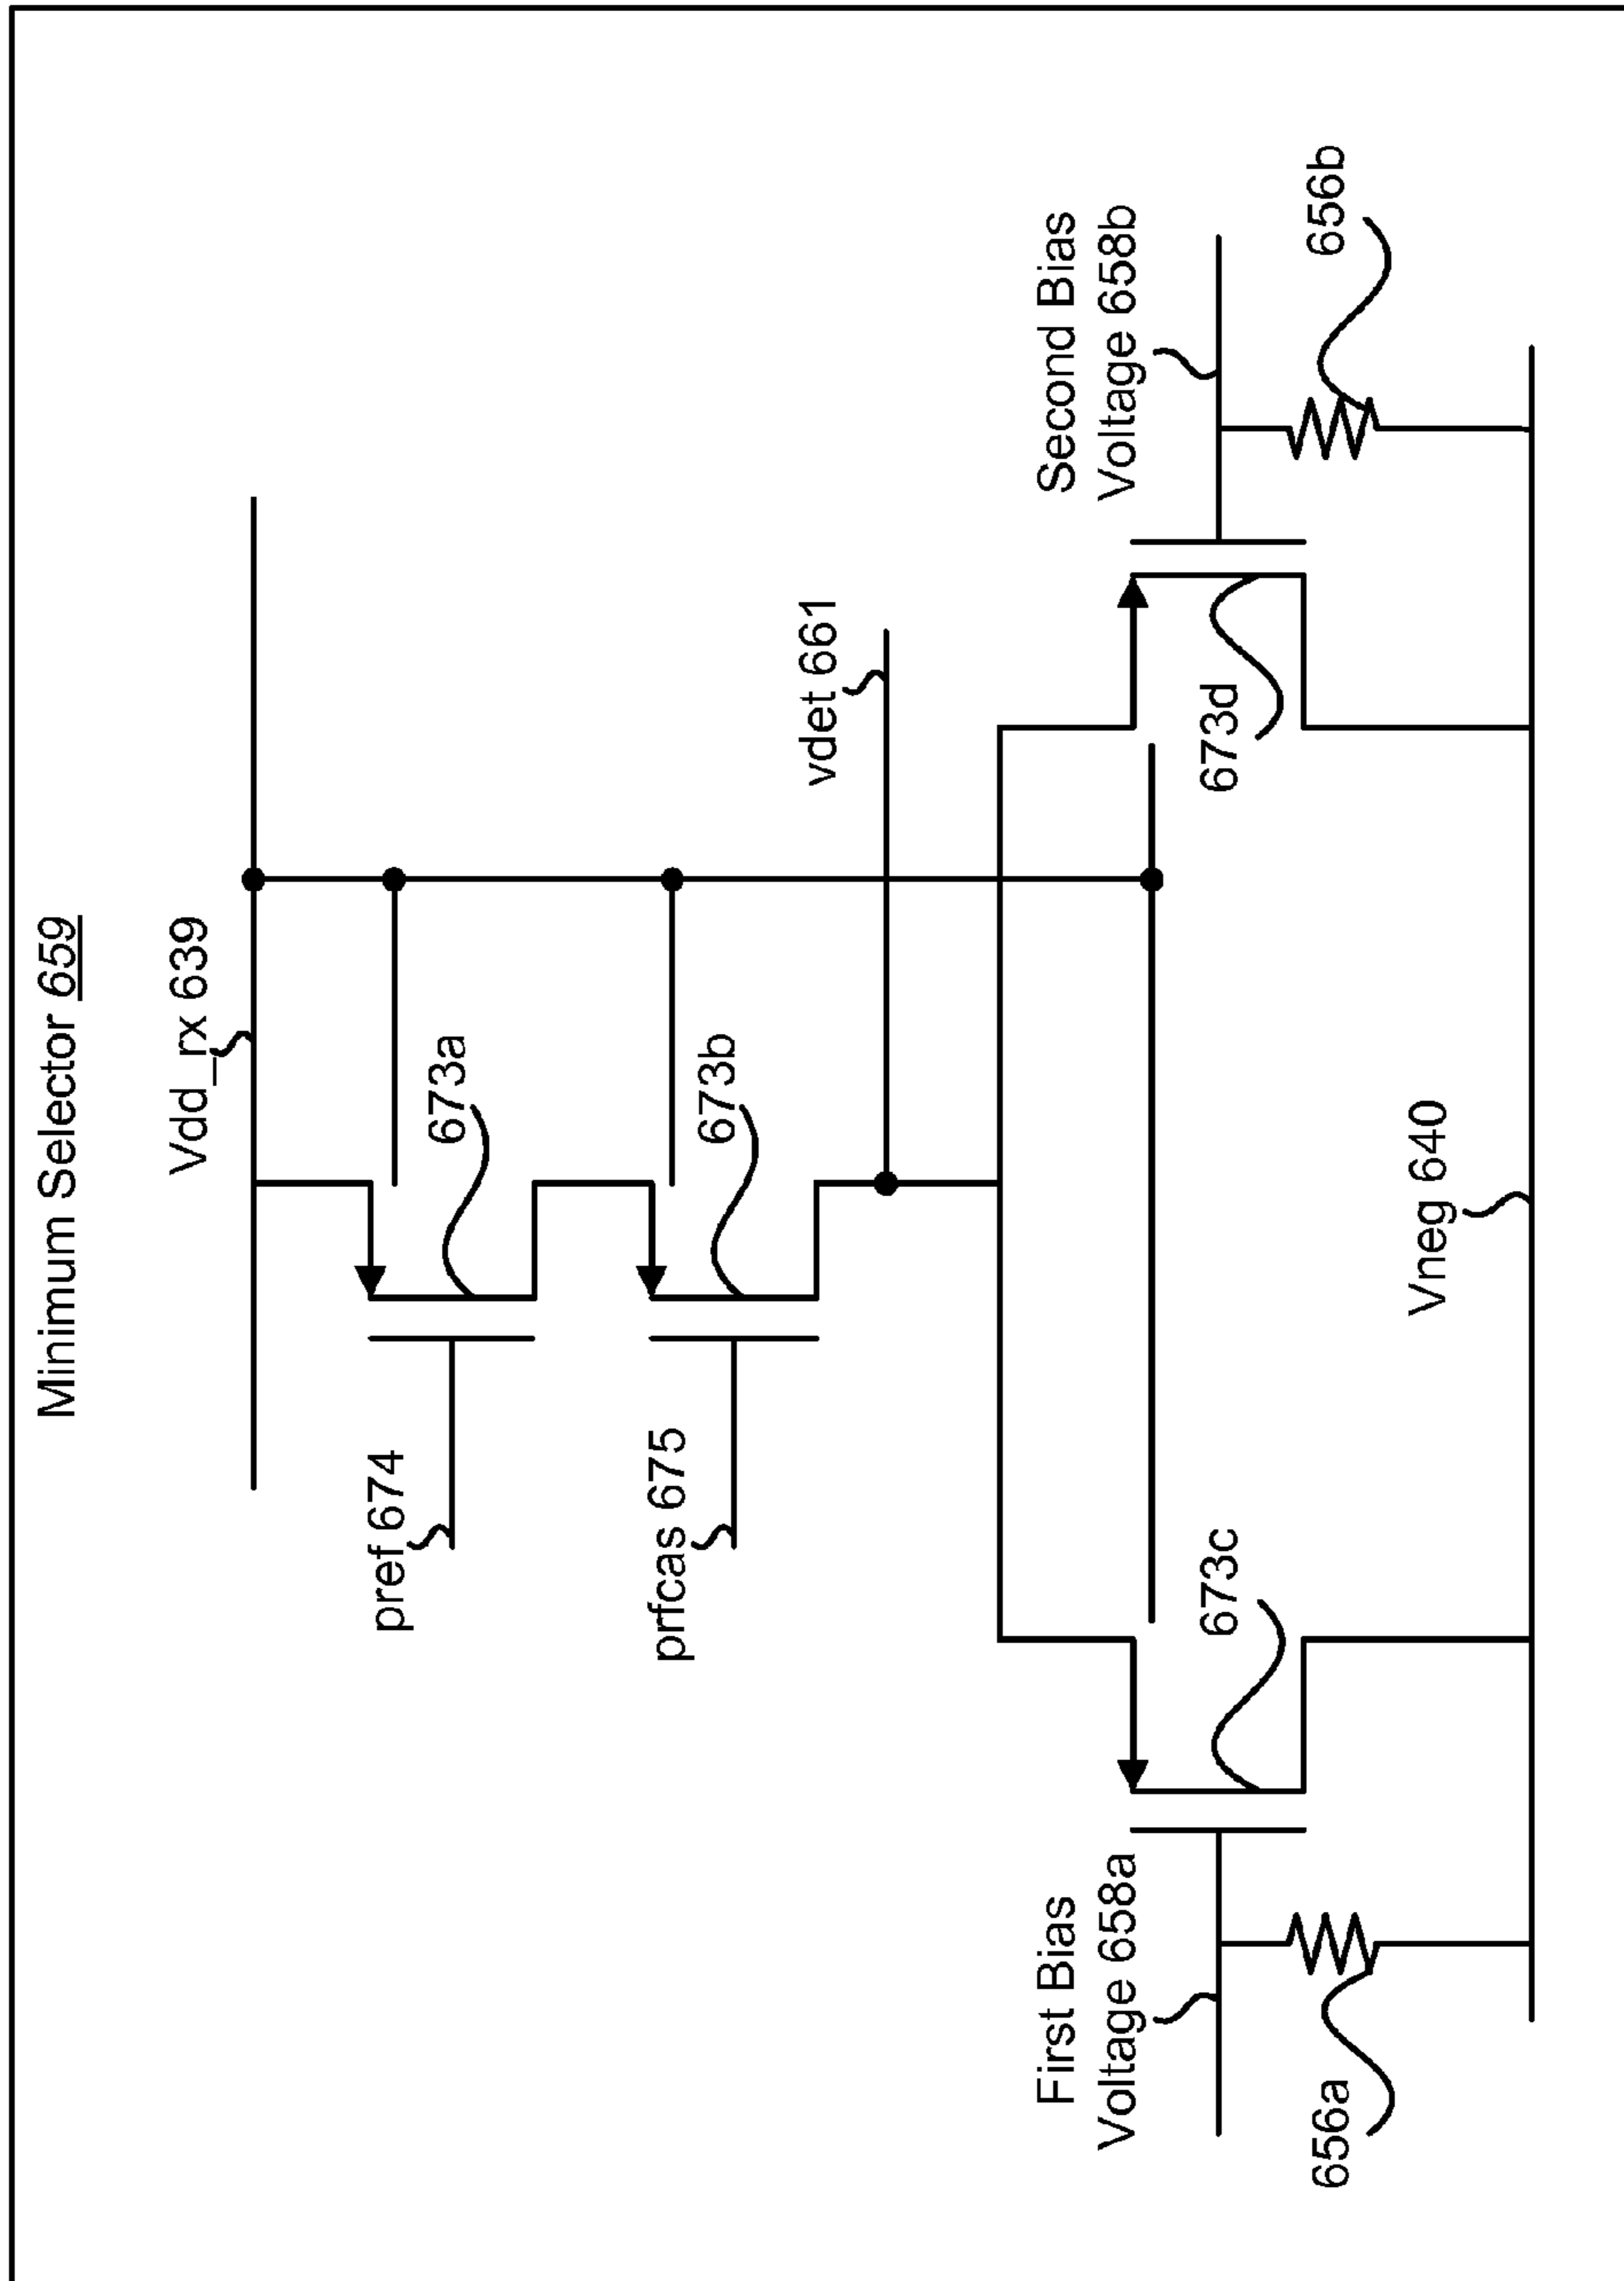 Minimum Selector 659
Vdd_rx 639
pref 674
673a
prfcas 675
673b
vdet 661
First Bias
Voltage 658a
Second Bias
Voltage 658b
673c
673d
656a
656b
Vneg 640